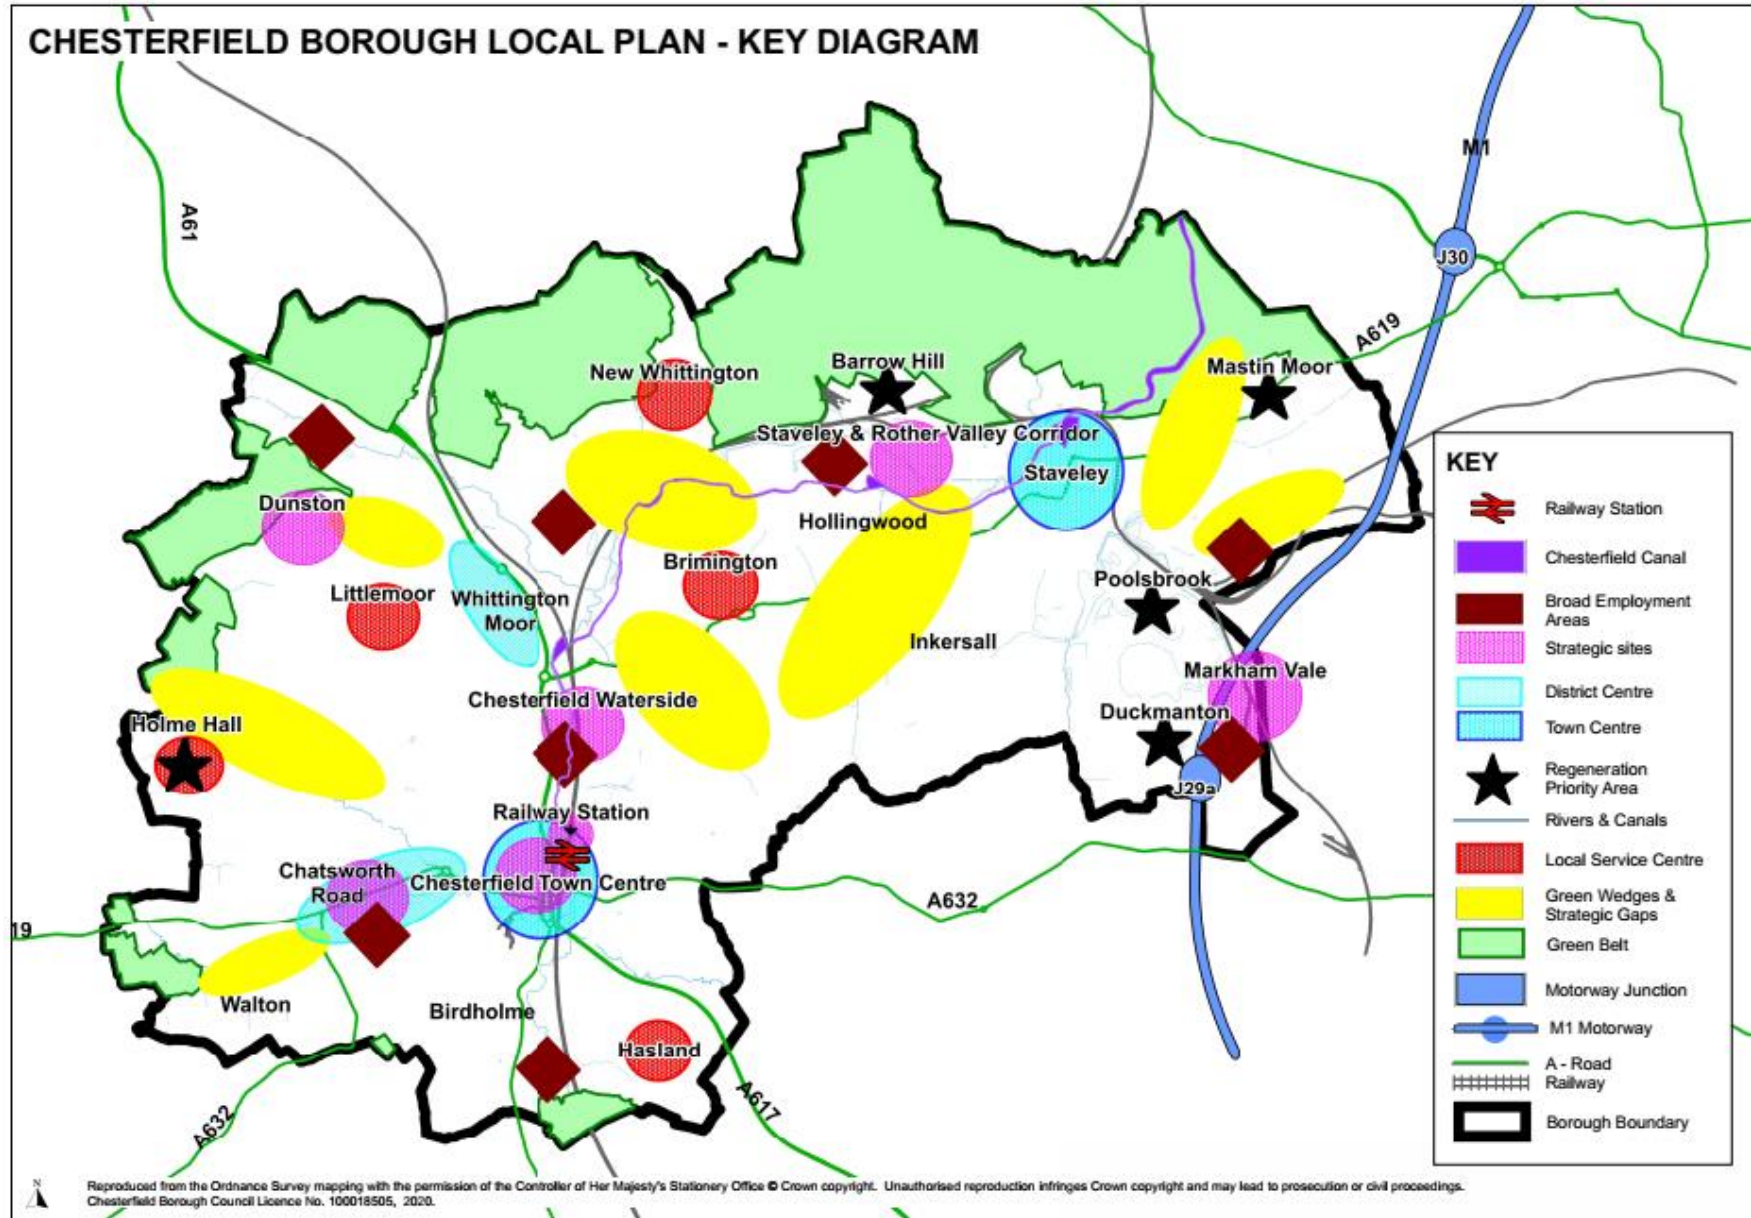 CHESTERFIELD BOROUGH LOCAL PLAN - KEY DIAGRAM
M1
A61
J30
A619
New Whittington
Barrow Hill
Mastin Moor
Staveley & Rother Valley Corridor
Staveley
Dunston
Hollingwood
Brimington
Littlemoor
Whittington
Moor
Poolsbrook
Inkersall
Chesterfield Waterside
Markham Vale
Duckmanton
Holme Hall
J29a
Railway Station
Chatsworth
Road
Chesterfield Town Centre
A632
19
Walton
Birdholme
Hasland
A632
A617
KEY
Railway Station
Chesterfield Canal
Broad Employment
Areas
Strategic sites
District Centre
Town Centre
Regeneration
Priority Area
Rivers & Canals
Local Service Centre
Green Wedges &
Strategic Gaps
Green Belt
Motorway Junction
M1 Motorway
A - Road
Railway
Borough Boundary
N
Reproduced from the Ordnance Survey mapping with the permission of the Controller of Her Majesty's Stationery Office © Crown copyright. Unauthorised reproduction infringes Crown copyright and may lead to prosecution or civil proceedings.
Chesterfield Borough Council Licence No. 100018505, 2020.